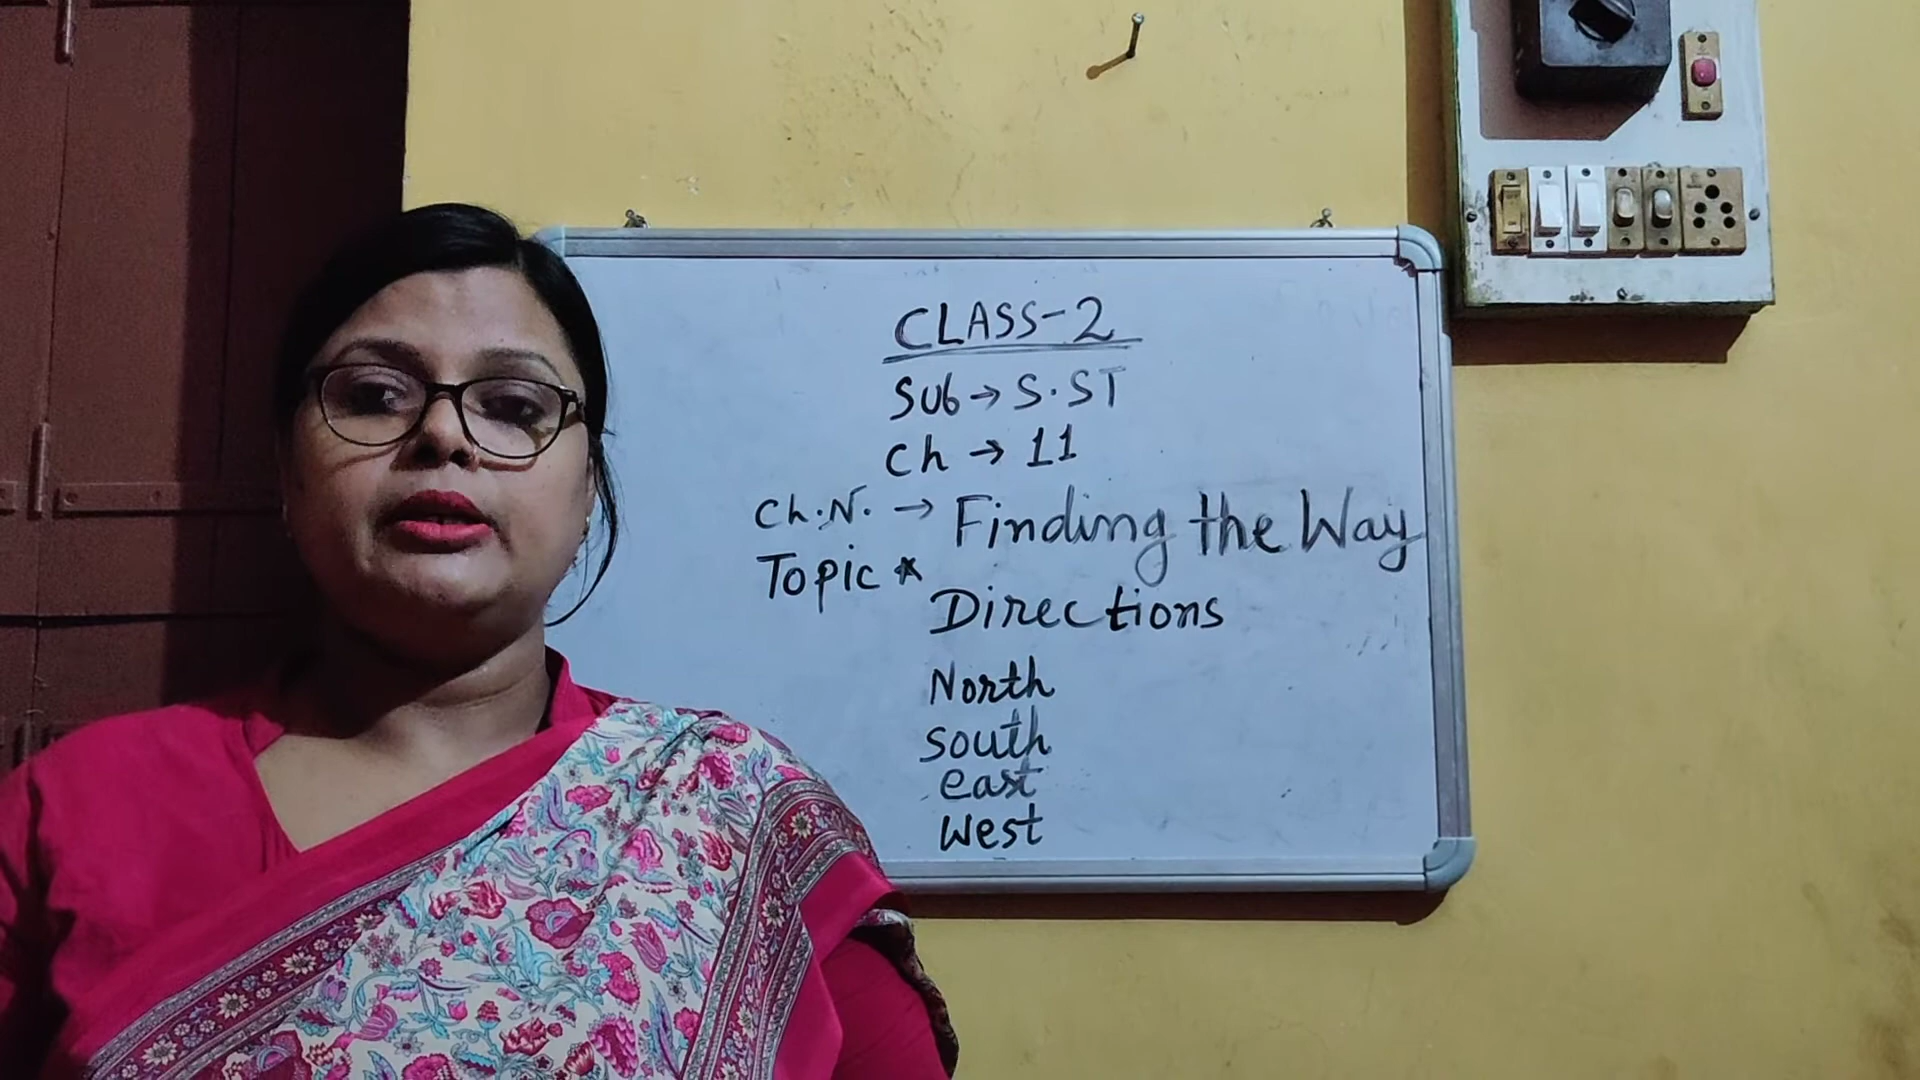 CLASS-2
Sub → S.ST
Ch → 11
Ch.N. → Finding the Way
Topic *
Directions
North
South
east
West